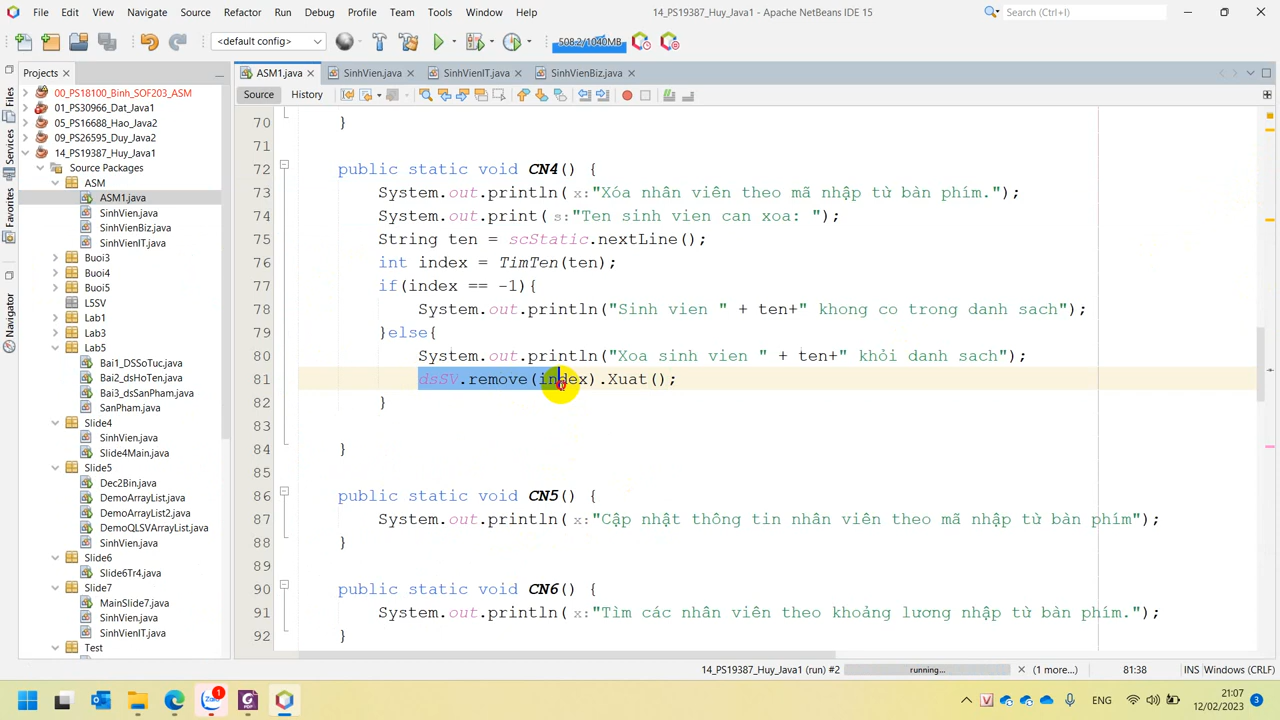 File Edit View Navigate Source Refactor Run Debug Profile Team Tools Window Help 14_PS19387_Huy_Java1 - Apache NetBeans IDE 15 Search (Ctrl+I)
<default config> 508.2/1040MB
Projects ASM1.java SinhVien.java SinhVienIT.java SinhVienBiz.java
Source History
Files
Services
Favorites
Navigator
00_PS18100_Binh_SOF203_ASM
01_PS30966_Dat_Java1
05_PS16688_Hao_Java2
09_PS26595_Duy_Java2
14_PS19387_Huy_Java1
Source Packages
ASM
ASM1.java
SinhVien.java
SinhVienBiz.java
SinhVienIT.java
Buoi3
Buoi4
Buoi5
L5SV
Lab1
Lab3
Lab5
Bai1_DSSoTuc.java
Bai2_dsHoTen.java
Bai3_dsSanPham.java
SanPham.java
Slide4
SinhVien.java
Slide4Main.java
Slide5
Dec2Bin.java
DemoArrayList.java
DemoArrayList2.java
DemoQLSVArrayList.java
SinhVien.java
Slide6
Slide6Tr4.java
Slide7
MainSlide7.java
SinhVien.java
SinhVienIT.java
Test
70 }
71
72 public static void CN4() {
73 System.out.println(x:"Xóa nhân viên theo mã nhập từ bàn phím.");
74 System.out.print(s:"Ten sinh vien can xoa: ");
75 String ten = scStatic.nextLine();
76 int index = TimTen(ten);
77 if(index == -1){
78 System.out.println("Sinh vien " + ten+" khong co trong danh sach");
79 }else{
80 System.out.println("Xoa sinh vien " + ten+" khỏi danh sach");
81 dsSV.remove(index).Xuat();
82 }
83
84 }
85
86 public static void CN5() {
87 System.out.println(x:"Cập nhật thông tin nhân viên theo mã nhập từ bàn phím");
88 }
89
90 public static void CN6() {
91 System.out.println(x:"Tìm các nhân viên theo khoảng lương nhập từ bàn phím.");
92 }
14_PS19387_Huy_Java1 (run) #2 running... (1 more...) 81:38 INS Windows (CRLF)
Zalo 1 ENG 21:07
12/02/2023 3